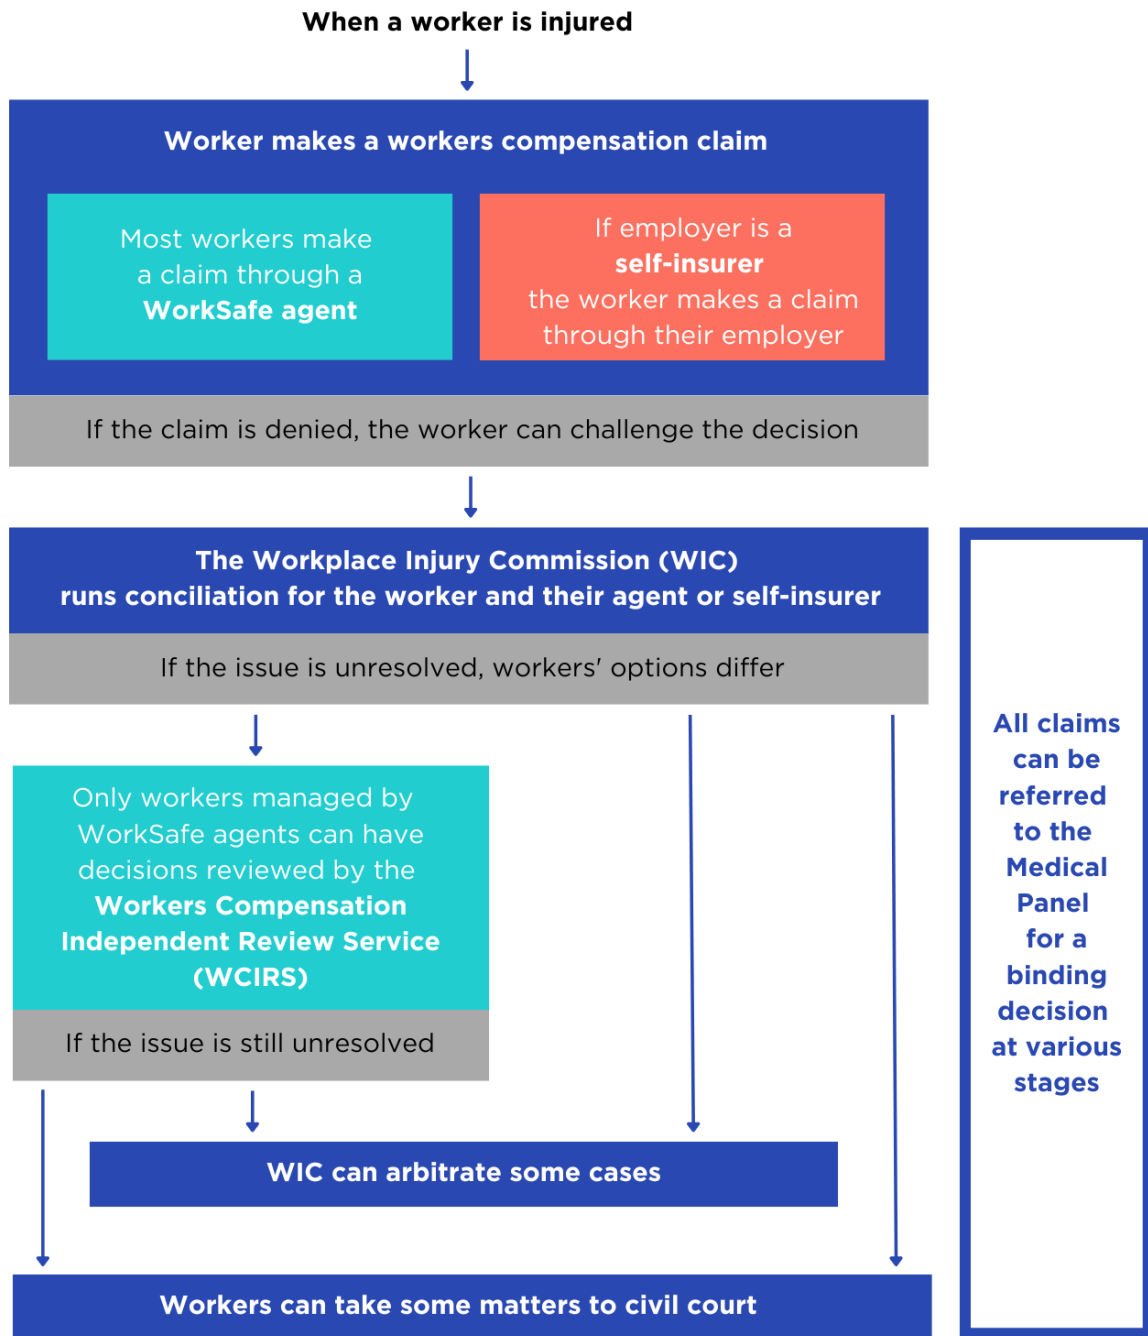 When a worker is injured
Worker makes a workers compensation claim
Most workers make
a claim through a
WorkSafe agent
If employer is a
self-insurer
the worker makes a claim
through their employer
If the claim is denied, the worker can challenge the decision
The Workplace Injury Commission (WIC)
runs conciliation for the worker and their agent or self-insurer
If the issue is unresolved, workers' options differ
Only workers managed by
WorkSafe agents can have
decisions reviewed by the
Workers Compensation
Independent Review Service
(WCIRS)
If the issue is still unresolved
WIC can arbitrate some cases
Workers can take some matters to civil court
All claims
can be
referred
to the
Medical
Panel
for a
binding
decision
at various
stages